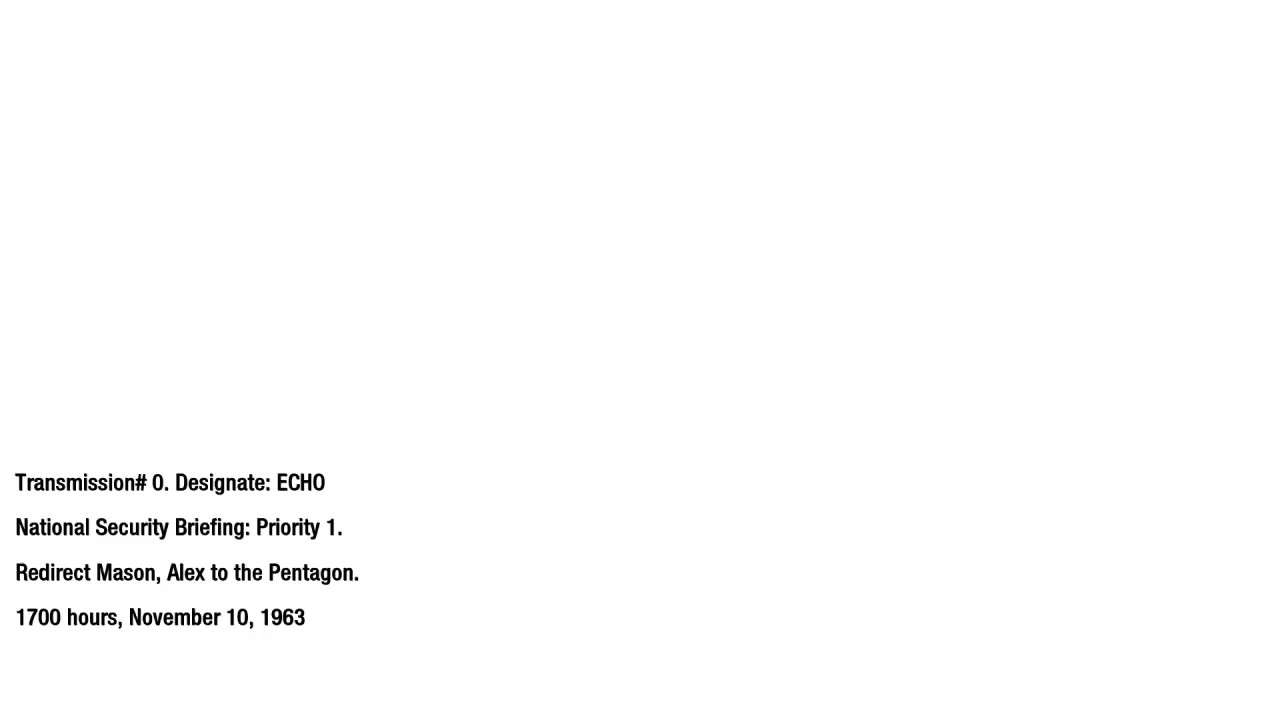 Transmission# 0. Designate: ECHO
National Security Briefing: Priority 1.
Redirect Mason, Alex to the Pentagon.
1700 hours, November 10, 1963